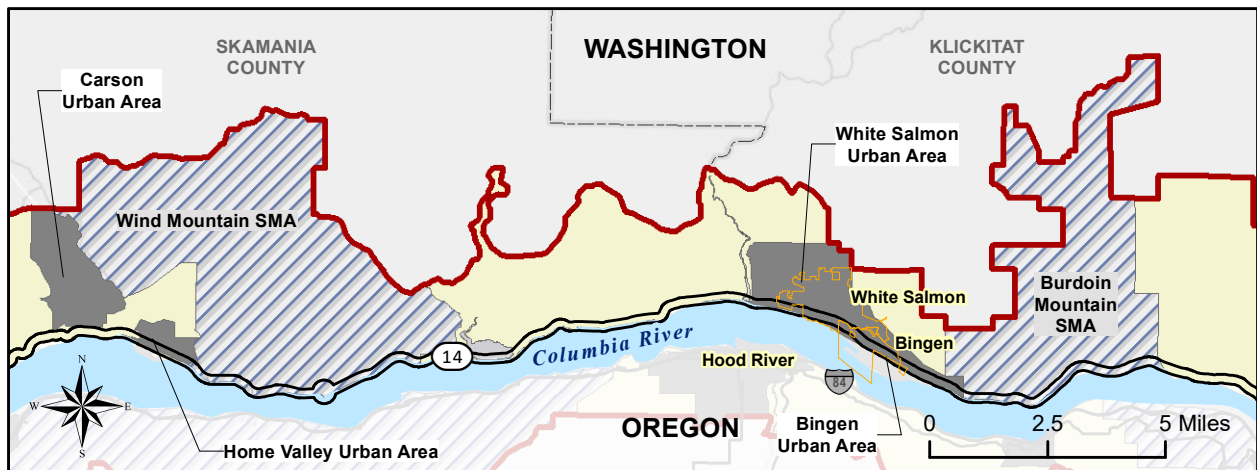 SKAMANIA
COUNTY
WASHINGTON
KLICKITAT
COUNTY
Carson
Urban Area
White Salmon
Urban Area
Wind Mountain SMA
Burdoin
Mountain
SMA
White Salmon
Bingen
14
Columbia River
Hood River
84
N
W
E
S
Home Valley Urban Area
OREGON
Bingen
Urban Area
0
2.5
5 Miles